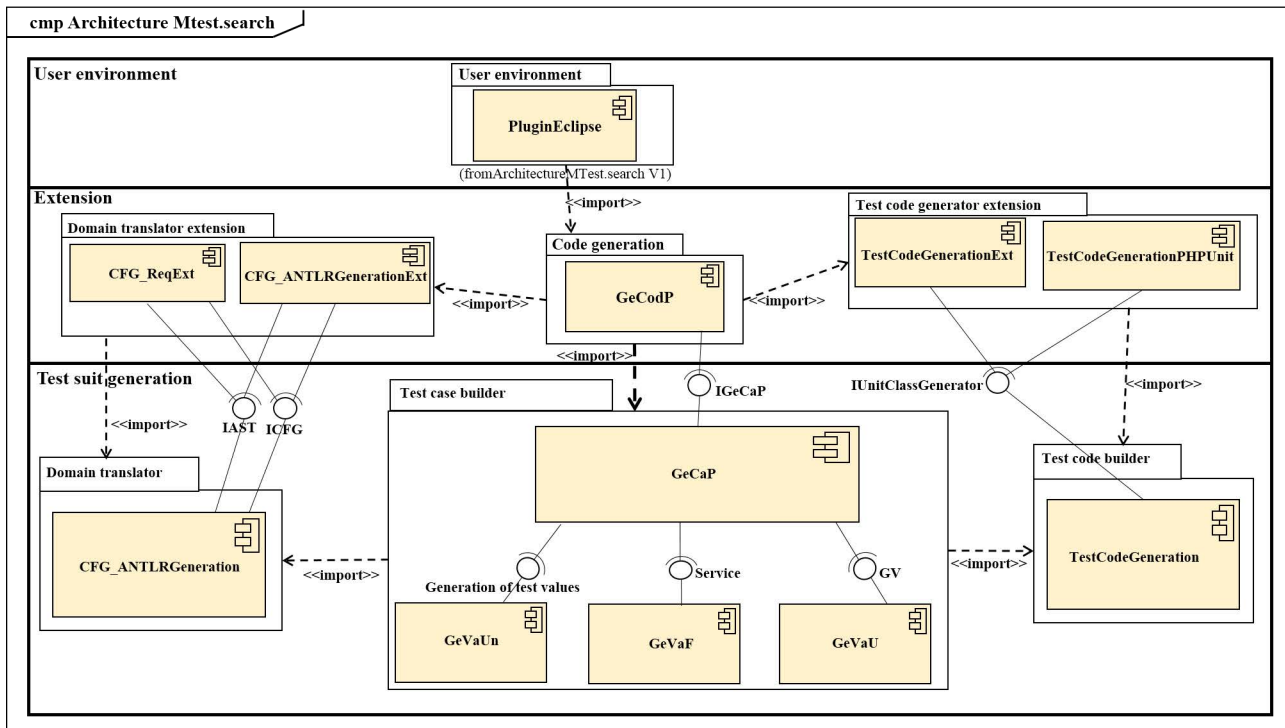 cmp Architecture Mtest.search
User environment
User environment
PluginEclipse
(fromArchitectureMTest.search V1)
Extension
<<import>>
Domain translator extension
CFG_ReqExt
CFG_ANTLRGenerationExt
Code generation
GeCodP
Test code generator extension
TestCodeGenerationExt
TestCodeGenerationPHPUnit
<<import>>
<<import>>
<<import>>
Test suit generation
IAST
ICFG
<<import>>
IGeCaP
IUnitClassGenerator
<<import>>
Test case builder
GeCaP
Domain translator
CFG_ANTLRGeneration
Test code builder
TestCodeGeneration
<<import>>
<<import>>
Generation of test values
Service
GV
GeVaUn
GeVaF
GeVaU